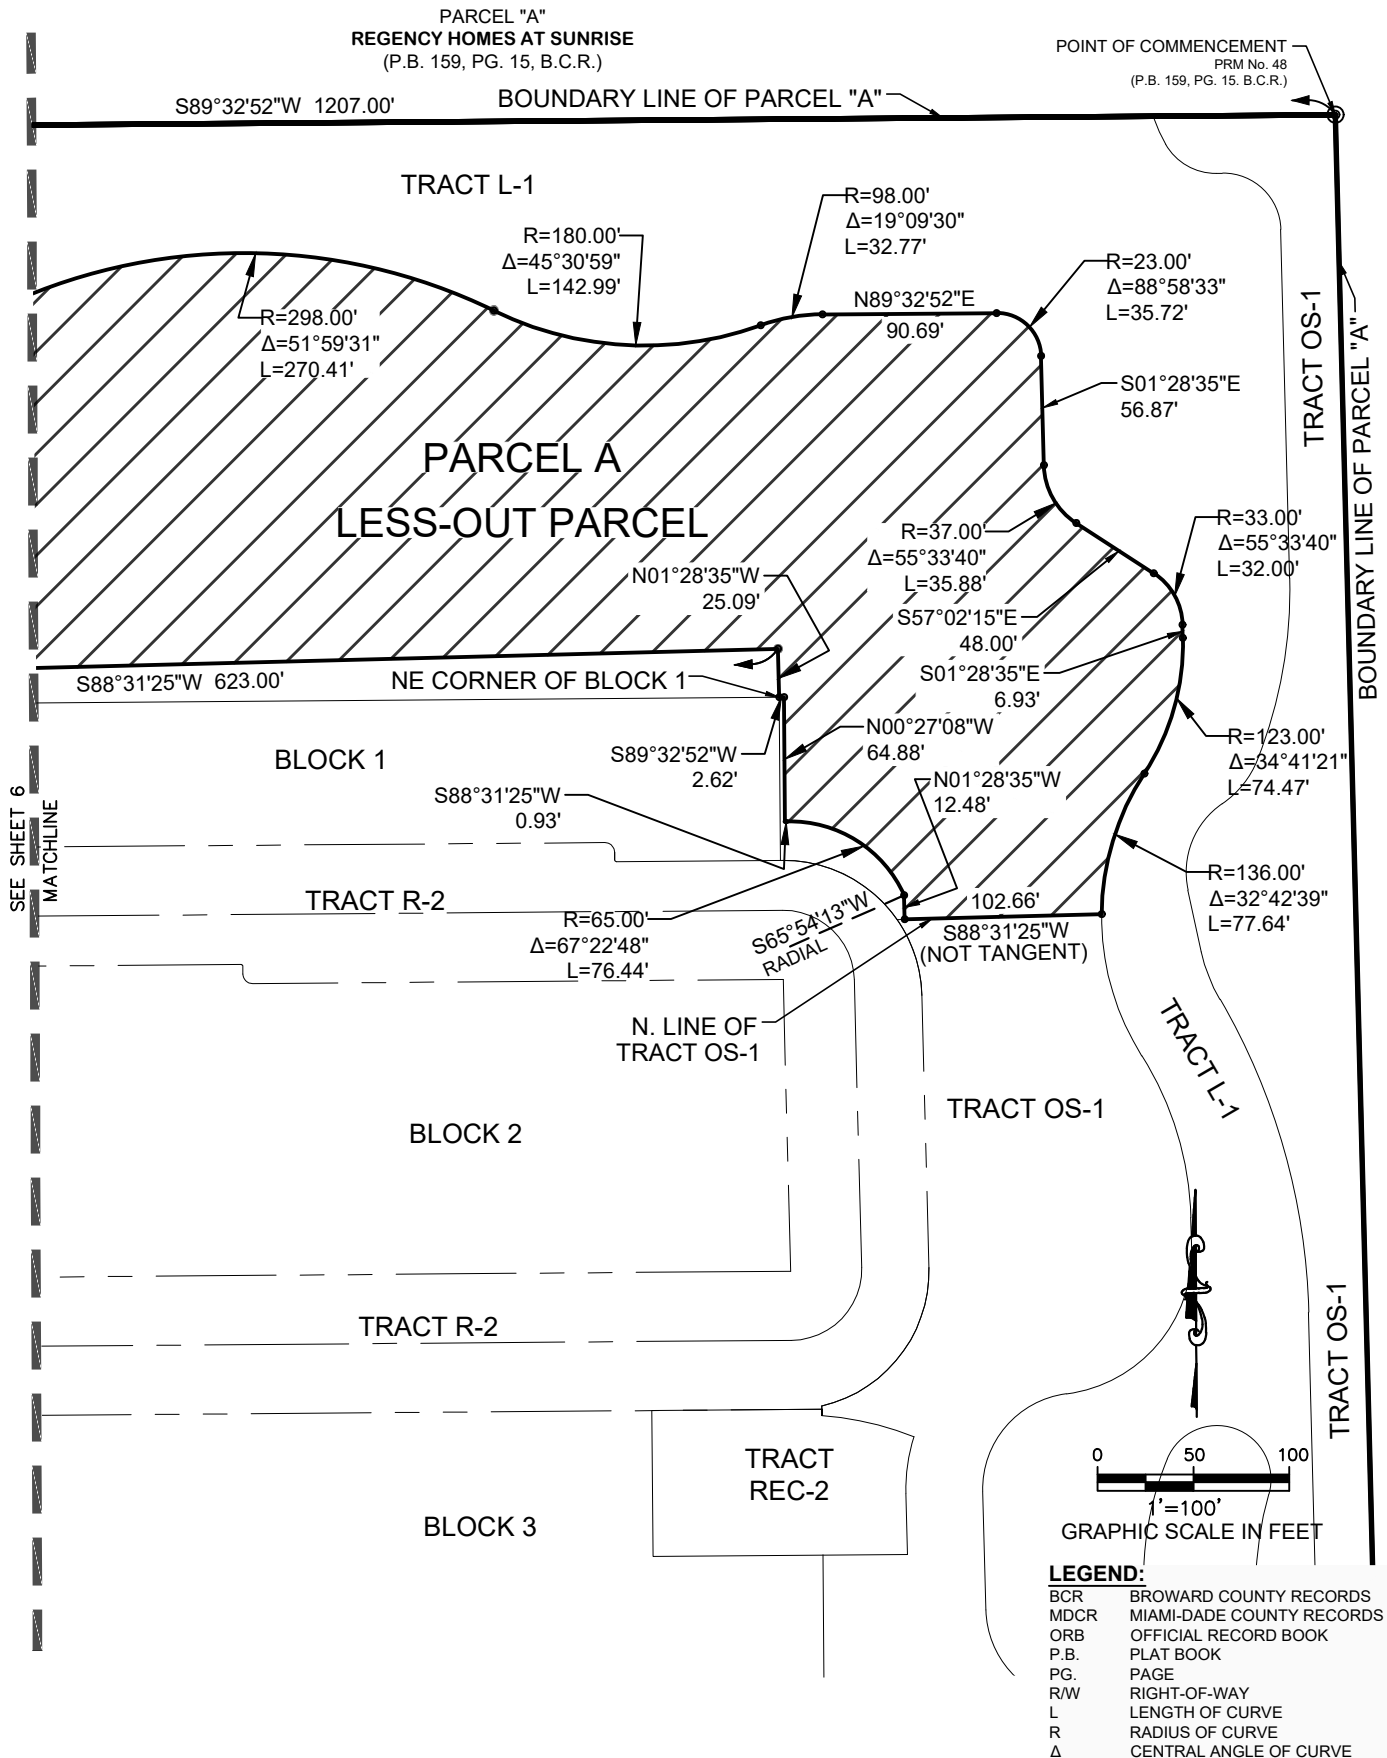 PARCEL "A"
REGENCY HOMES AT SUNRISE
(P.B. 159, PG. 15, B.C.R.)
POINT OF COMMENCEMENT
PRM No. 48
(P.B. 159, PG. 15. B.C.R.)
S89°32'52"W 1207.00'
BOUNDARY LINE OF PARCEL "A"
TRACT L-1
R=98.00'
Δ=19°09'30"
L=32.77'
R=180.00'
Δ=45°30'59"
L=142.99'
R=23.00'
Δ=88°58'33"
L=35.72'
N89°32'52"E
90.69'
R=298.00'
Δ=51°59'31"
L=270.41'
TRACT OS-1
BOUNDARY LINE OF PARCEL "A"
S01°28'35"E
56.87'
PARCEL A
LESS-OUT PARCEL
R=37.00'
Δ=55°33'40"
L=35.88'
R=33.00'
Δ=55°33'40"
L=32.00'
N01°28'35"W
25.09'
S57°02'15"E
48.00'
S01°28'35"E
6.93'
S88°31'25"W 623.00'
NE CORNER OF BLOCK 1
N00°27'08"W
64.88'
R=123.00'
Δ=34°41'21"
L=74.47'
BLOCK 1
S89°32'52"W
2.62'
N01°28'35"W
12.48'
S88°31'25"W
0.93'
SEE SHEET 6
MATCHLINE
R=136.00'
Δ=32°42'39"
L=77.64'
TRACT R-2
R=65.00'
Δ=67°22'48"
L=76.44'
S65°54'13"W
RADIAL
102.66'
S88°31'25"W
(NOT TANGENT)
N. LINE OF
TRACT OS-1
TRACT L-1
TRACT OS-1
BLOCK 2
TRACT R-2
TRACT OS-1
TRACT
REC-2
BLOCK 3
0 50 100
1'=100'
GRAPHIC SCALE IN FEET
LEGEND:
BCR BROWARD COUNTY RECORDS
MDCR MIAMI-DADE COUNTY RECORDS
ORB OFFICIAL RECORD BOOK
P.B. PLAT BOOK
PG. PAGE
R/W RIGHT-OF-WAY
L LENGTH OF CURVE
R RADIUS OF CURVE
Δ CENTRAL ANGLE OF CURVE